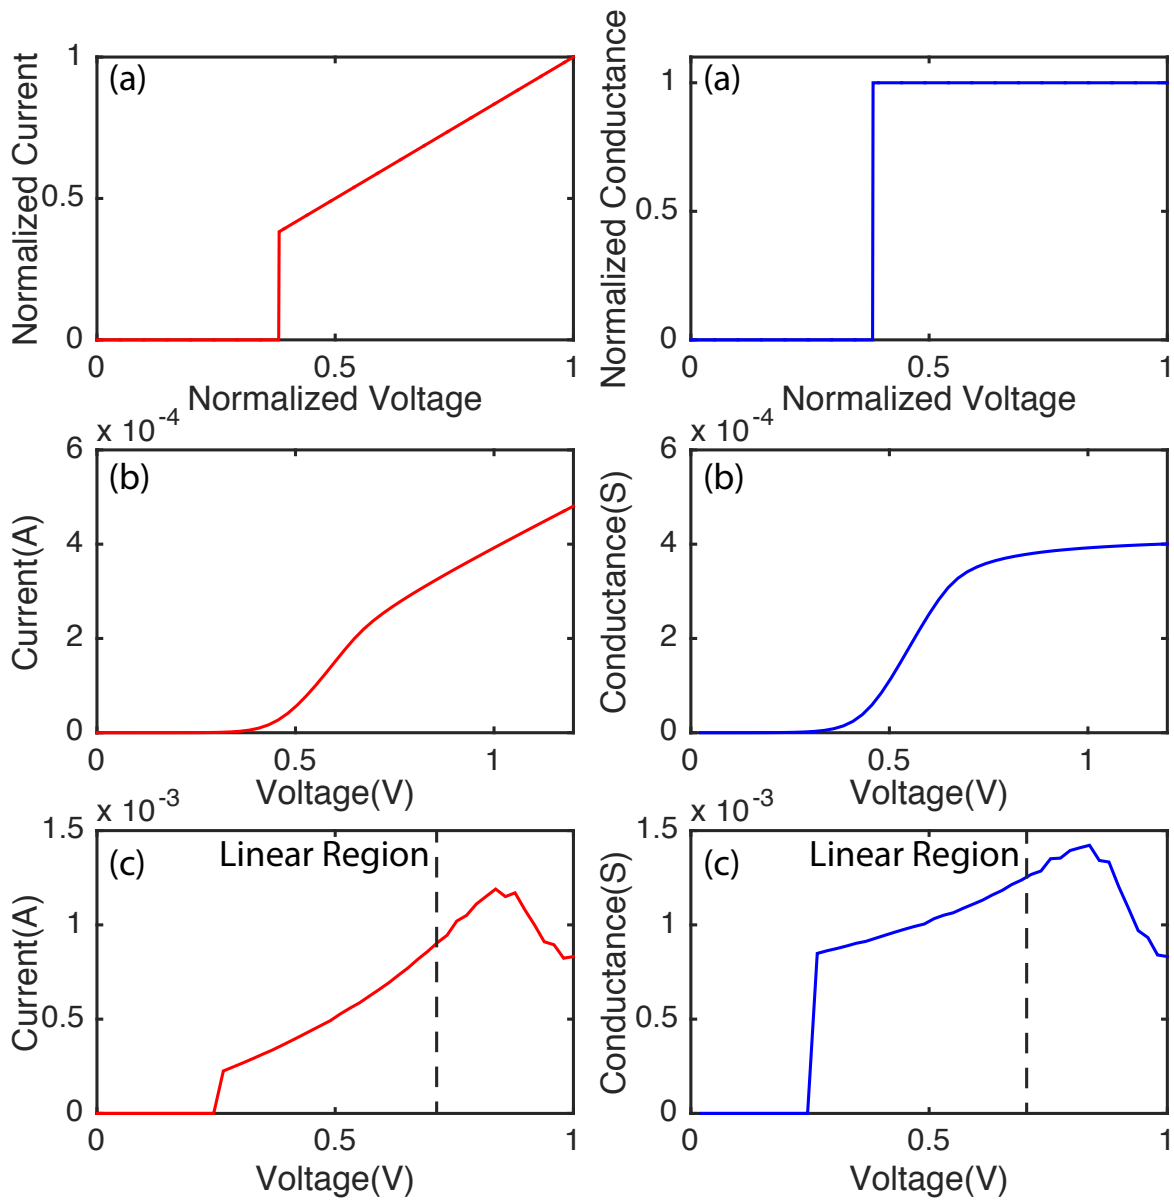 (a)
Normalized Current
1
0.5
0
0
0.5
1
Normalized Voltage
(a)
Normalized Conductance
1
0.5
0
0
0.5
1
Normalized Voltage
x 10-4
(b)
Current(A)
6
4
2
0
0
0.5
1
Voltage(V)
x 10-4
(b)
Conductance(S)
6
4
2
0
0
0.5
1
Voltage(V)
x 10-3
(c)
Linear Region
Current(A)
1.5
1
0.5
0
0
0.5
1
Voltage(V)
x 10-3
(c)
Linear Region
Conductance(S)
1.5
1
0.5
0
0
0.5
1
Voltage(V)